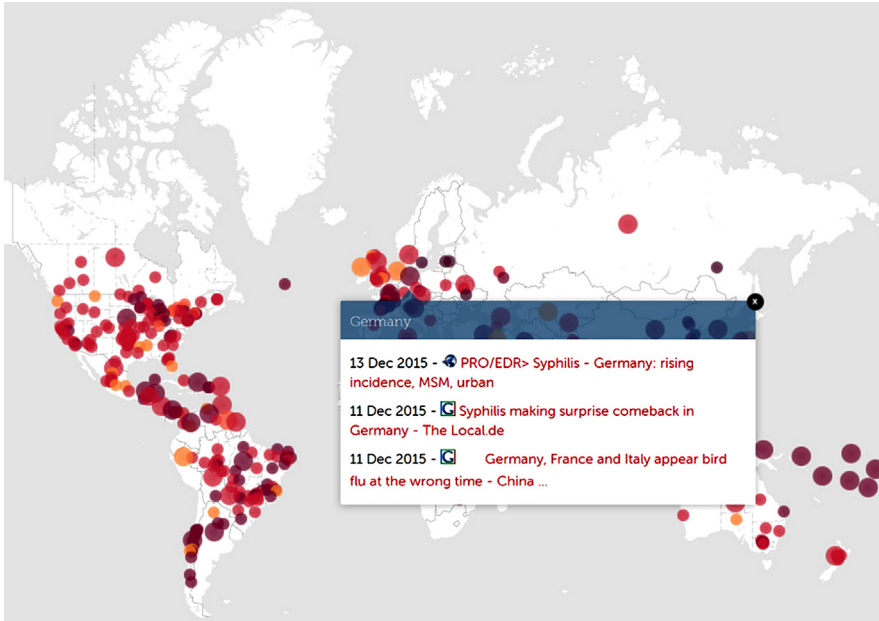 x
Germany
13 Dec 2015 - PRO/EDR> Syphilis - Germany: rising
incidence, MSM, urban
11 Dec 2015 - G Syphilis making surprise comeback in
Germany - The Local.de
11 Dec 2015 - G Germany, France and Italy appear bird
flu at the wrong time - China ...